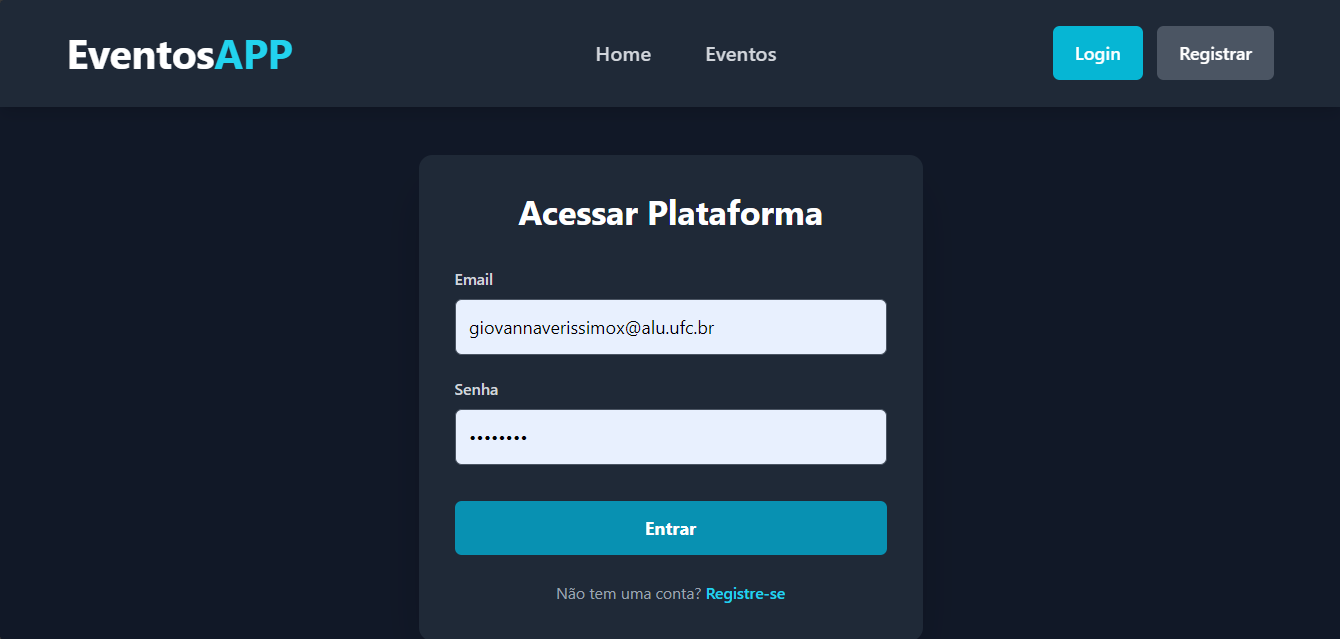 EventosAPP
Home
Eventos
Login
Registrar
Acessar Plataforma
Email
giovannaverissimox@alu.ufc.br
Senha
••••••••
Entrar
Não tem uma conta? Registre-se